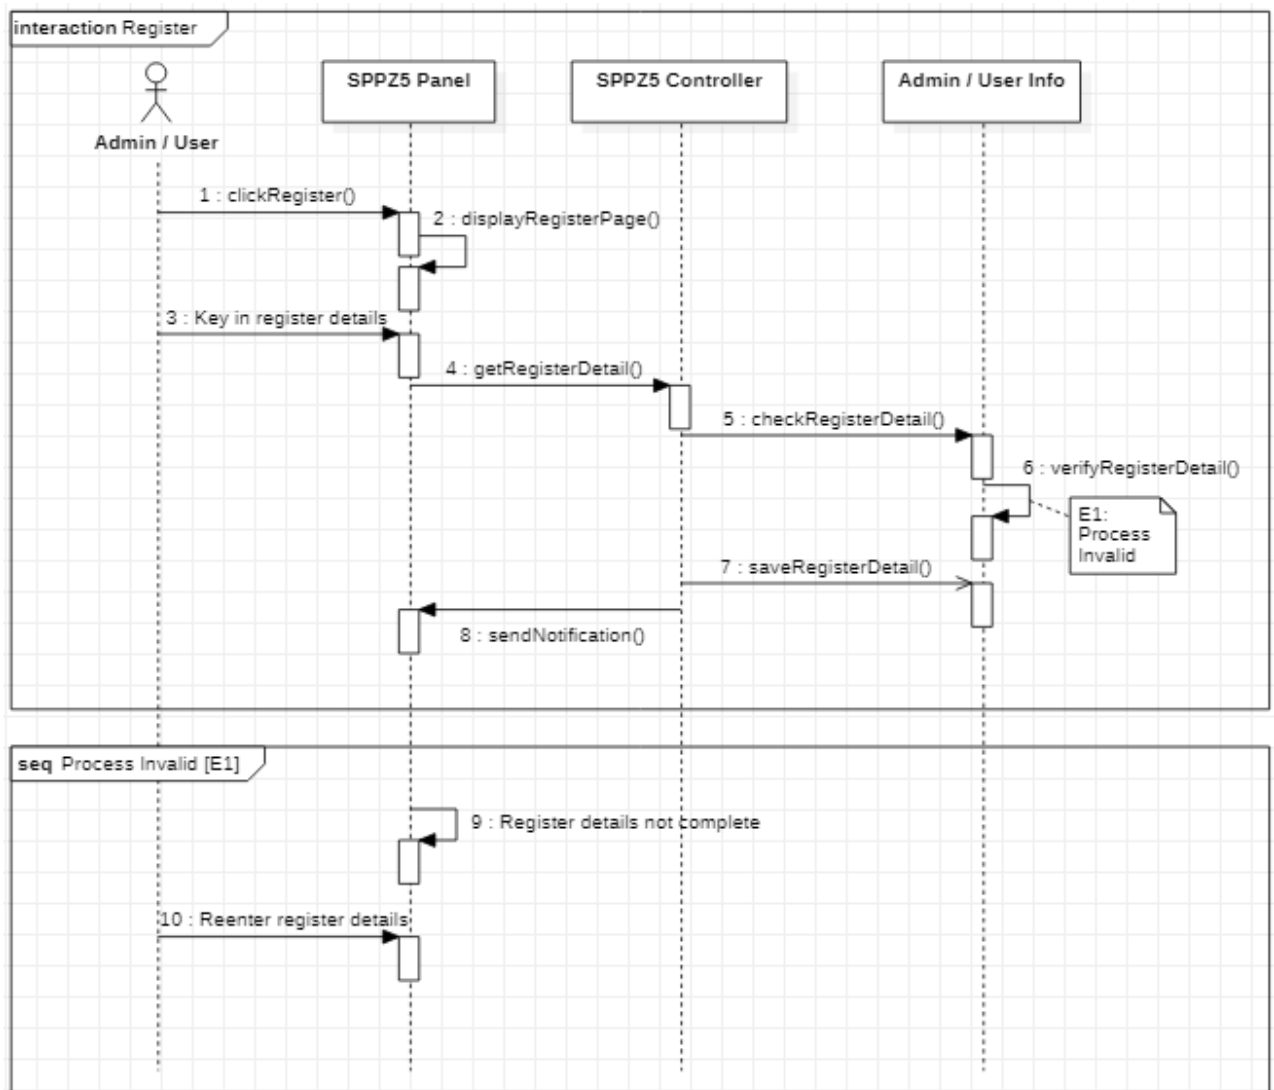 interaction Register
SPPZ5 Panel
SPPZ5 Controller
Admin / User Info
Admin / User
1 : clickRegister()
2 : displayRegisterPage()
3 : Key in register details
4 : getRegisterDetail()
5 : checkRegisterDetail()
6 : verifyRegisterDetail()
E1:
Process
Invalid
7 : saveRegisterDetail()
8 : sendNotification()
seq Process Invalid [E1]
9 : Register details not complete
10 : Reenter register details